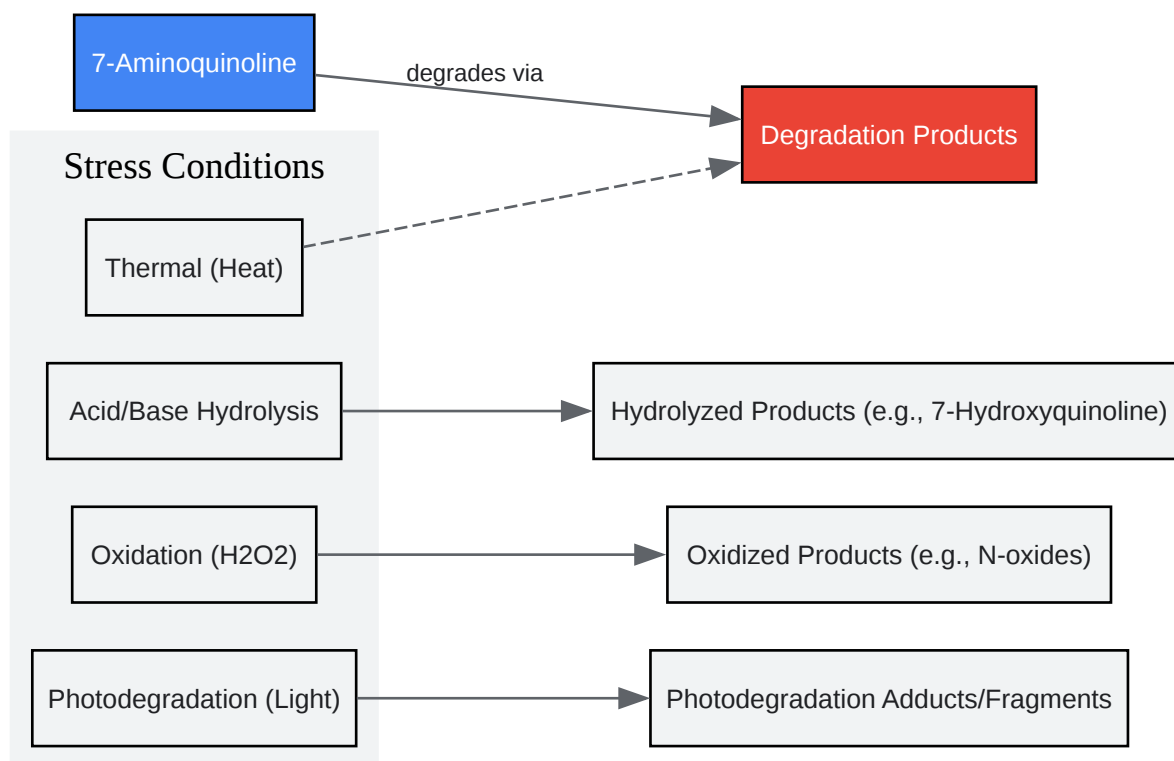 7-Aminoquinoline
degrades via
Degradation Products
Stress Conditions
Thermal (Heat)
Acid/Base Hydrolysis
Hydrolyzed Products (e.g., 7-Hydroxyquinoline)
Oxidation (H2O2)
Oxidized Products (e.g., N-oxides)
Photodegradation (Light)
Photodegradation Adducts/Fragments